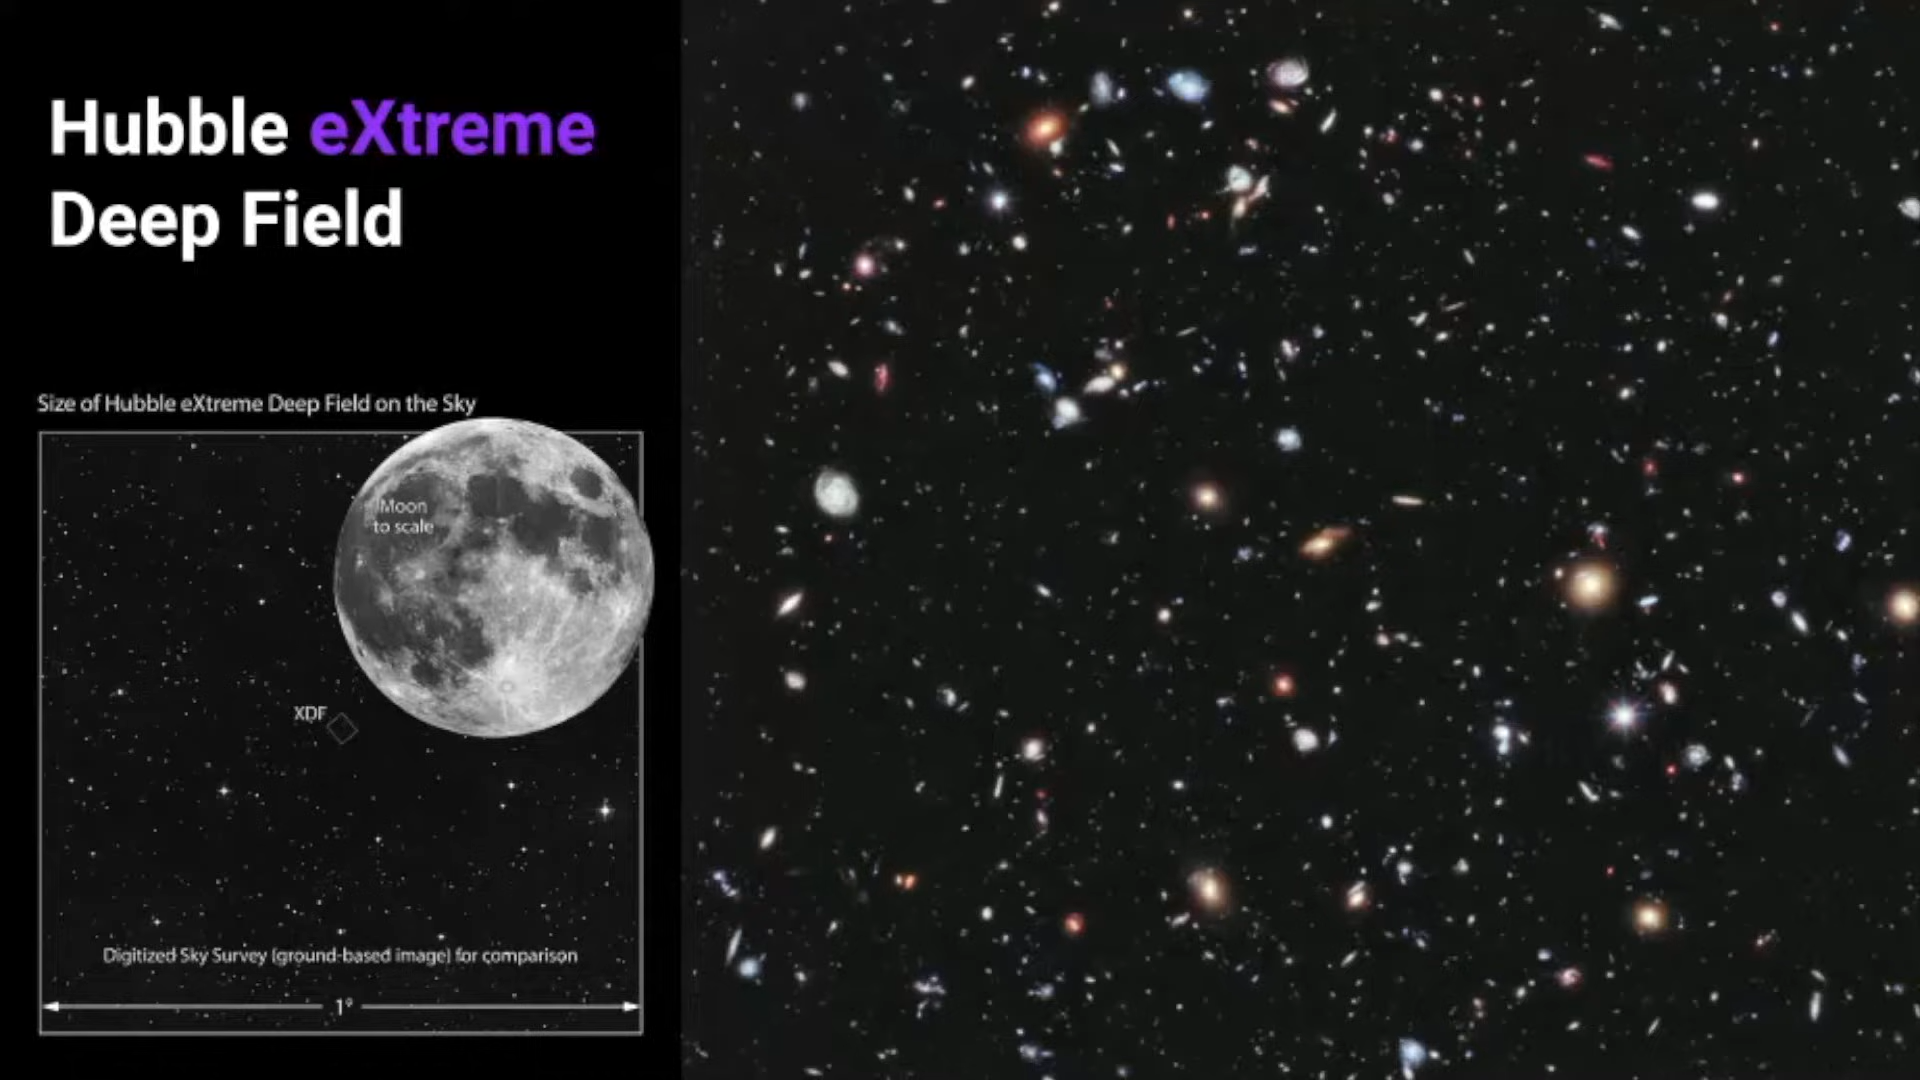 Hubble eXtreme
Deep Field
Size of Hubble eXtreme Deep Field on the Sky
Moon
to scale
XDF
Digitized Sky Survey (ground-based image) for comparison
1°